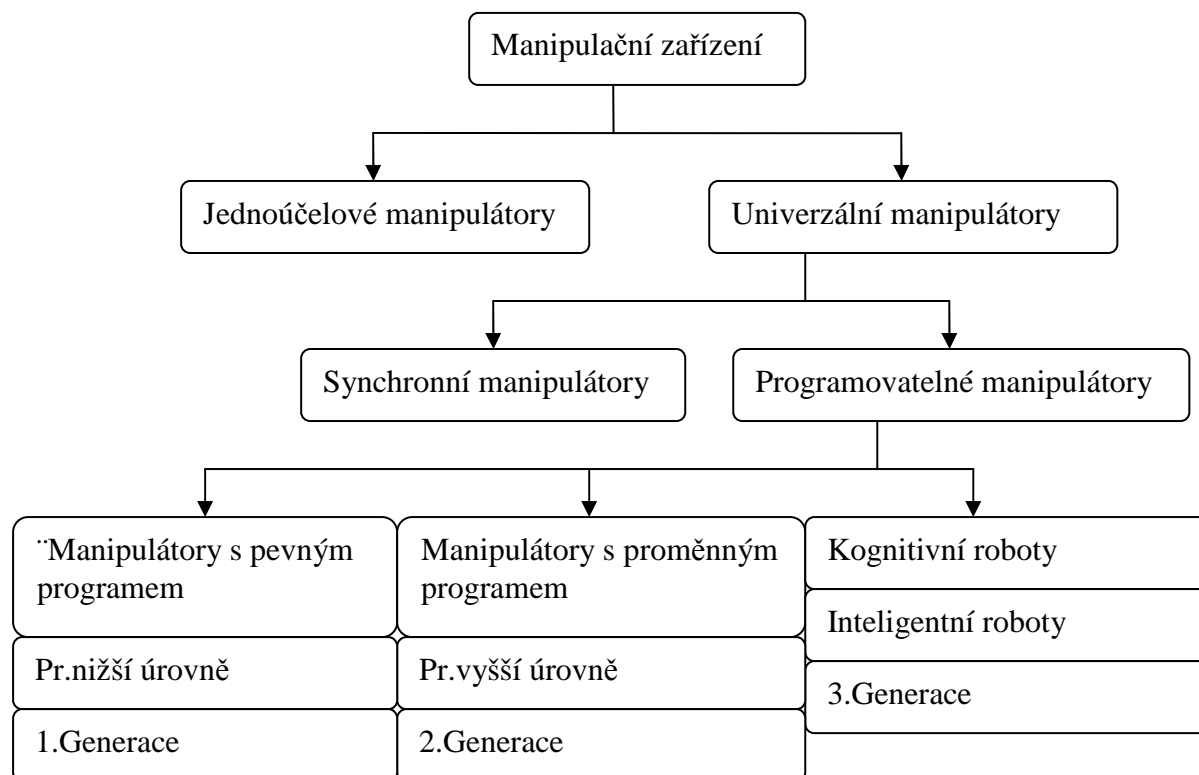 Manipulační zařízení
Jednoúčelové manipulátory
Univerzální manipulátory
Synchronní manipulátory
Programovatelné manipulátory
¨Manipulátory s pevným
programem
Pr.nižší úrovně
1.Generace
Manipulátory s proměnným
programem
Pr.vyšší úrovně
2.Generace
Kognitivní roboty
Inteligentní roboty
3.Generace